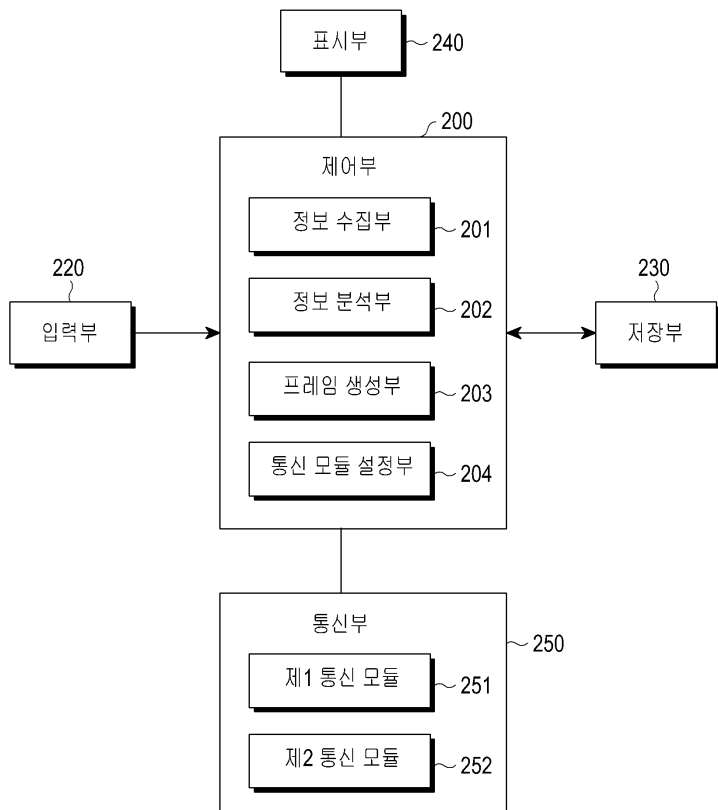 표시부
240
200
제어부
정보 수집부
201
220
230
정보 분석부
202
입력부
저장부
프레임 생성부
203
통신 모듈 설정부
204
통신부
250
제1 통신 모듈
251
제2 통신 모듈
252